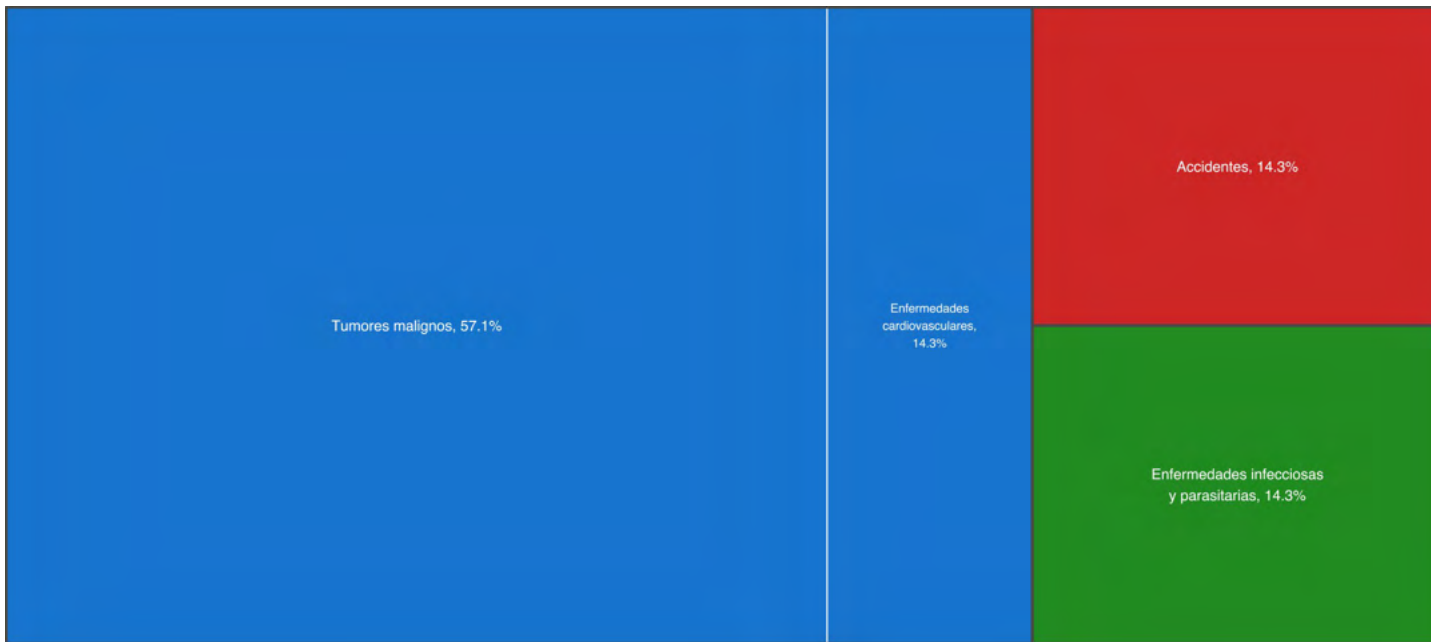 Tumores malignos, 57.1%
Enfermedades
cardiovasculares,
14.3%
Accidentes, 14.3%
Enfermedades infecciosas
y parasitarias, 14.3%